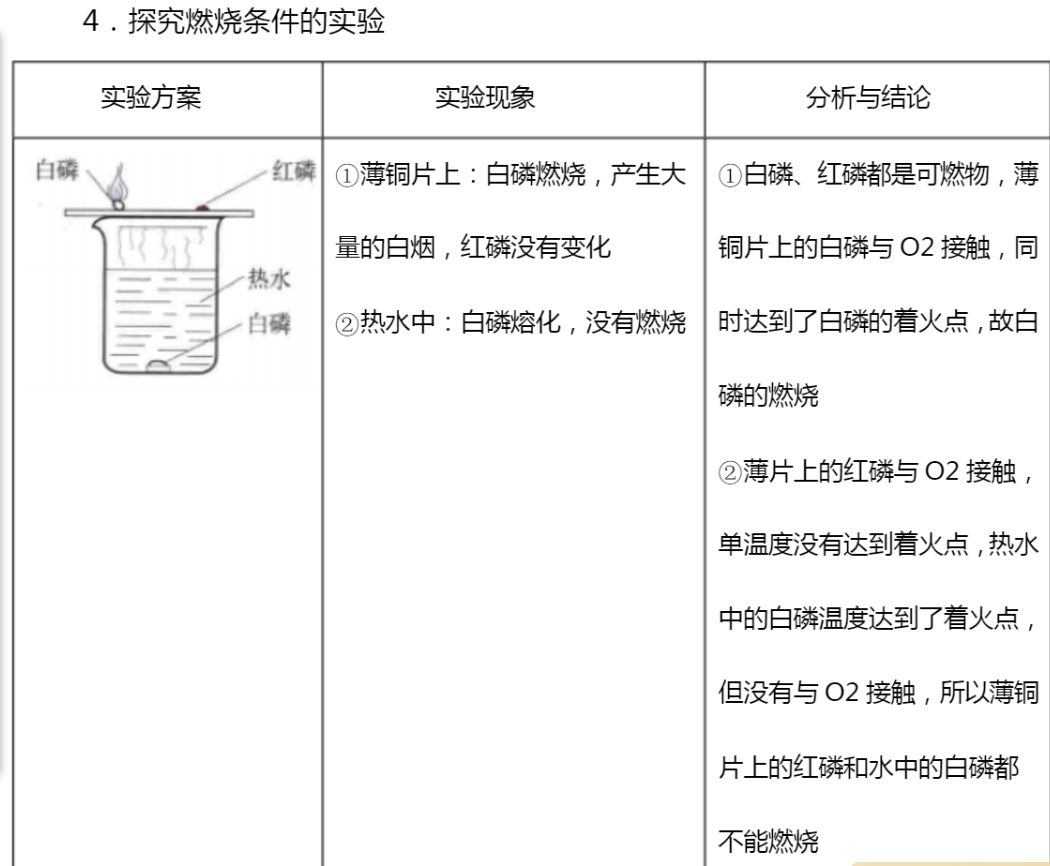 4．探究燃烧条件的实验
实验方案
实验现象
分析与结论
白磷
红磷
热水
白磷
①薄铜片上：白磷燃烧，产生大
量的白烟，红磷没有变化
②热水中：白磷熔化，没有燃烧
①白磷、红磷都是可燃物，薄
铜片上的白磷与 O2 接触，同
时达到了白磷的着火点，故白
磷的燃烧
②薄片上的红磷与 O2 接触，
单温度没有达到着火点，热水
中的白磷温度达到了着火点，
但没有与 O2 接触，所以薄铜
片上的红磷和水中的白磷都
不能燃烧